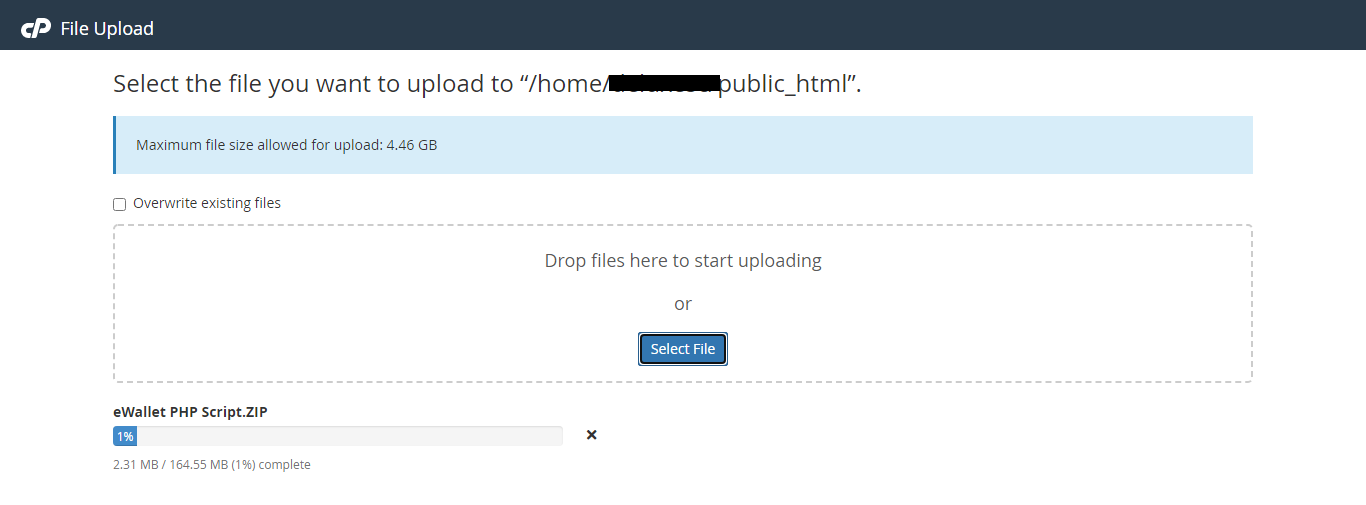 cP File Upload
Select the file you want to upload to “/home/ public_html”.
Maximum file size allowed for upload: 4.46 GB
Overwrite existing files
Drop files here to start uploading
or
Select File
eWallet PHP Script.ZIP
1%
2.31 MB / 164.55 MB (1%) complete